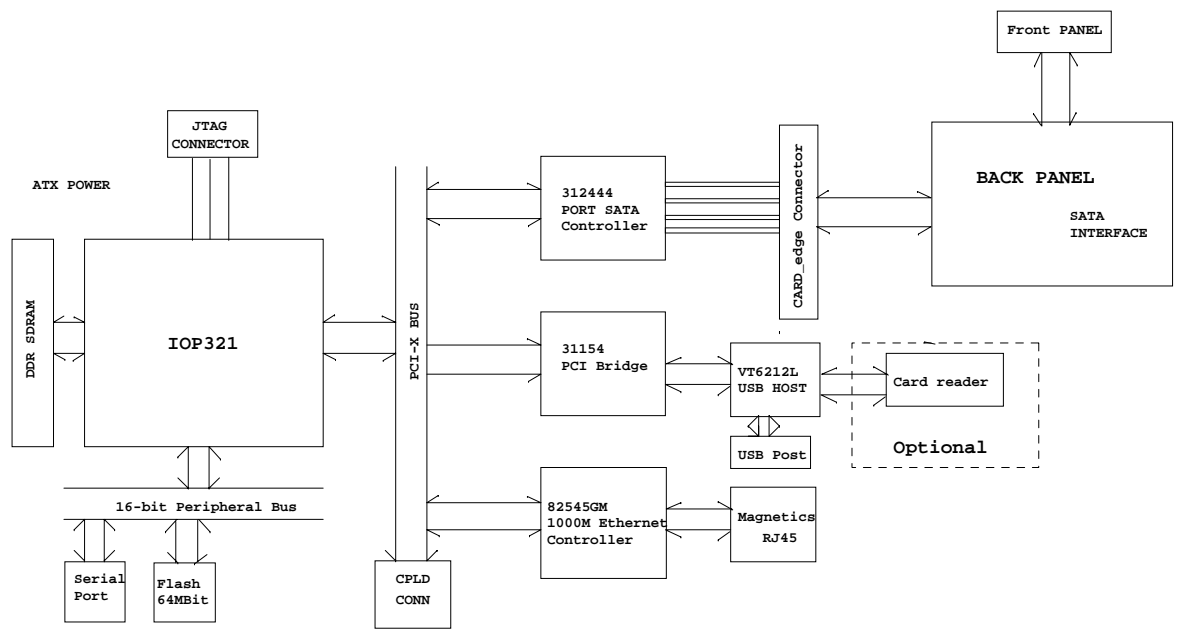 Front PANEL
JTAG
CONNECTOR
ATX POWER
312444
PORT SATA
Controller
CARD_edge Connector
BACK PANEL
SATA
INTERFACE
DDR SDRAM
IOP321
PCI-X BUS
31154
PCI Bridge
VT6212L
USB HOST
Card reader
Optional
USB Post
16-bit Peripheral Bus
82545GM
1000M Ethernet
Controller
Magnetics
RJ45
Serial
Port
Flash
64MBit
CPLD
CONN